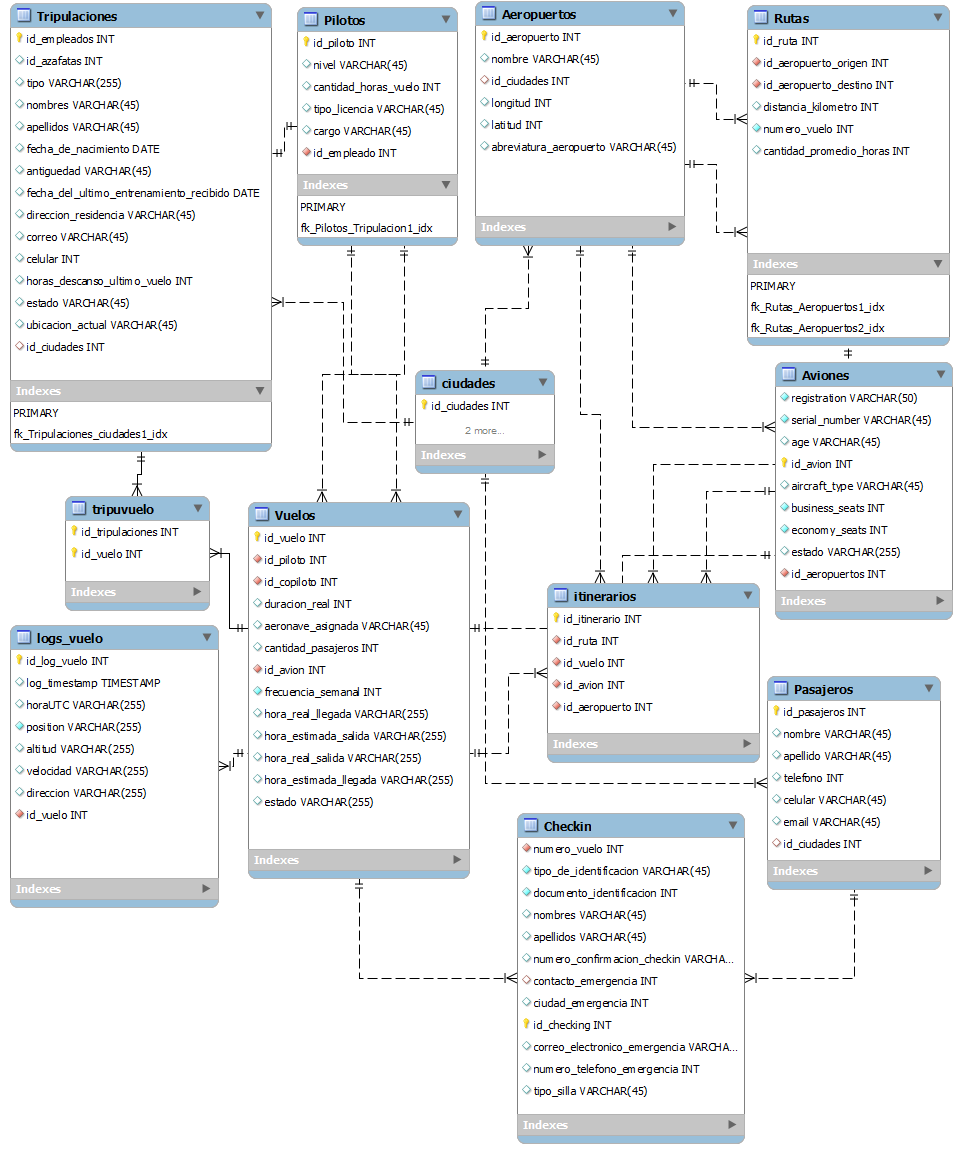 Tripulaciones
id_empleados INT
id_azafatas INT
tipo VARCHAR(255)
nombres VARCHAR(45)
apellidos VARCHAR(45)
fecha_de_nacimiento DATE
antiguedad VARCHAR(45)
fecha_del_ultimo_entrenamiento_recibido DATE
direccion_residencia VARCHAR(45)
correo VARCHAR(45)
celular INT
horas_descanso_ultimo_vuelo INT
estado VARCHAR(45)
ubicacion_actual VARCHAR(45)
id_ciudades INT
Indexes
PRIMARY
fk_Tripulaciones_ciudades1_idx
Pilotos
id_piloto INT
nivel VARCHAR(45)
cantidad_horas_vuelo INT
tipo_licencia VARCHAR(45)
cargo VARCHAR(45)
id_empleado INT
Indexes
PRIMARY
fk_Pilotos_Tripulacion1_idx
Aeropuertos
id_aeropuerto INT
nombre VARCHAR(45)
id_ciudades INT
longitud INT
latitud INT
abreviatura_aeropuerto VARCHAR(45)
Indexes
Rutas
id_ruta INT
id_aeropuerto_origen INT
id_aeropuerto_destino INT
distancia_kilometro INT
numero_vuelo INT
cantidad_promedio_horas INT
Indexes
PRIMARY
fk_Rutas_Aeropuertos1_idx
fk_Rutas_Aeropuertos2_idx
ciudades
id_ciudades INT
2 more...
Indexes
Aviones
registration VARCHAR(50)
serial_number VARCHAR(45)
age VARCHAR(45)
id_avion INT
aircraft_type VARCHAR(45)
business_seats INT
economy_seats INT
estado VARCHAR(255)
id_aeropuertos INT
Indexes
tripuvuelo
id_tripulaciones INT
id_vuelo INT
Indexes
Vuelos
id_vuelo INT
id_piloto INT
id_copiloto INT
duracion_real INT
aeronave_asignada VARCHAR(45)
cantidad_pasajeros INT
id_avion INT
frecuencia_semanal INT
hora_real_llegada VARCHAR(255)
hora_estimada_salida VARCHAR(255)
hora_real_salida VARCHAR(255)
hora_estimada_llegada VARCHAR(255)
estado VARCHAR(255)
Indexes
itinerarios
id_itinerario INT
id_ruta INT
id_vuelo INT
id_avion INT
id_aeropuerto INT
Indexes
logs_vuelo
id_log_vuelo INT
log_timestamp TIMESTAMP
horaUTC VARCHAR(255)
position VARCHAR(255)
altitud VARCHAR(255)
velocidad VARCHAR(255)
direccion VARCHAR(255)
id_vuelo INT
Indexes
Pasajeros
id_pasajeros INT
nombre VARCHAR(45)
apellido VARCHAR(45)
telefono INT
celular VARCHAR(45)
email VARCHAR(45)
id_ciudades INT
Indexes
Checkin
numero_vuelo INT
tipo_de_identificacion VARCHAR(45)
documento_identificacion INT
nombres VARCHAR(45)
apellidos VARCHAR(45)
numero_confirmacion_checkin VARCHA...
contacto_emergencia INT
ciudad_emergencia INT
id_checking INT
correo_electronico_emergencia VARCHA...
numero_telefono_emergencia INT
tipo_silla VARCHAR(45)
Indexes